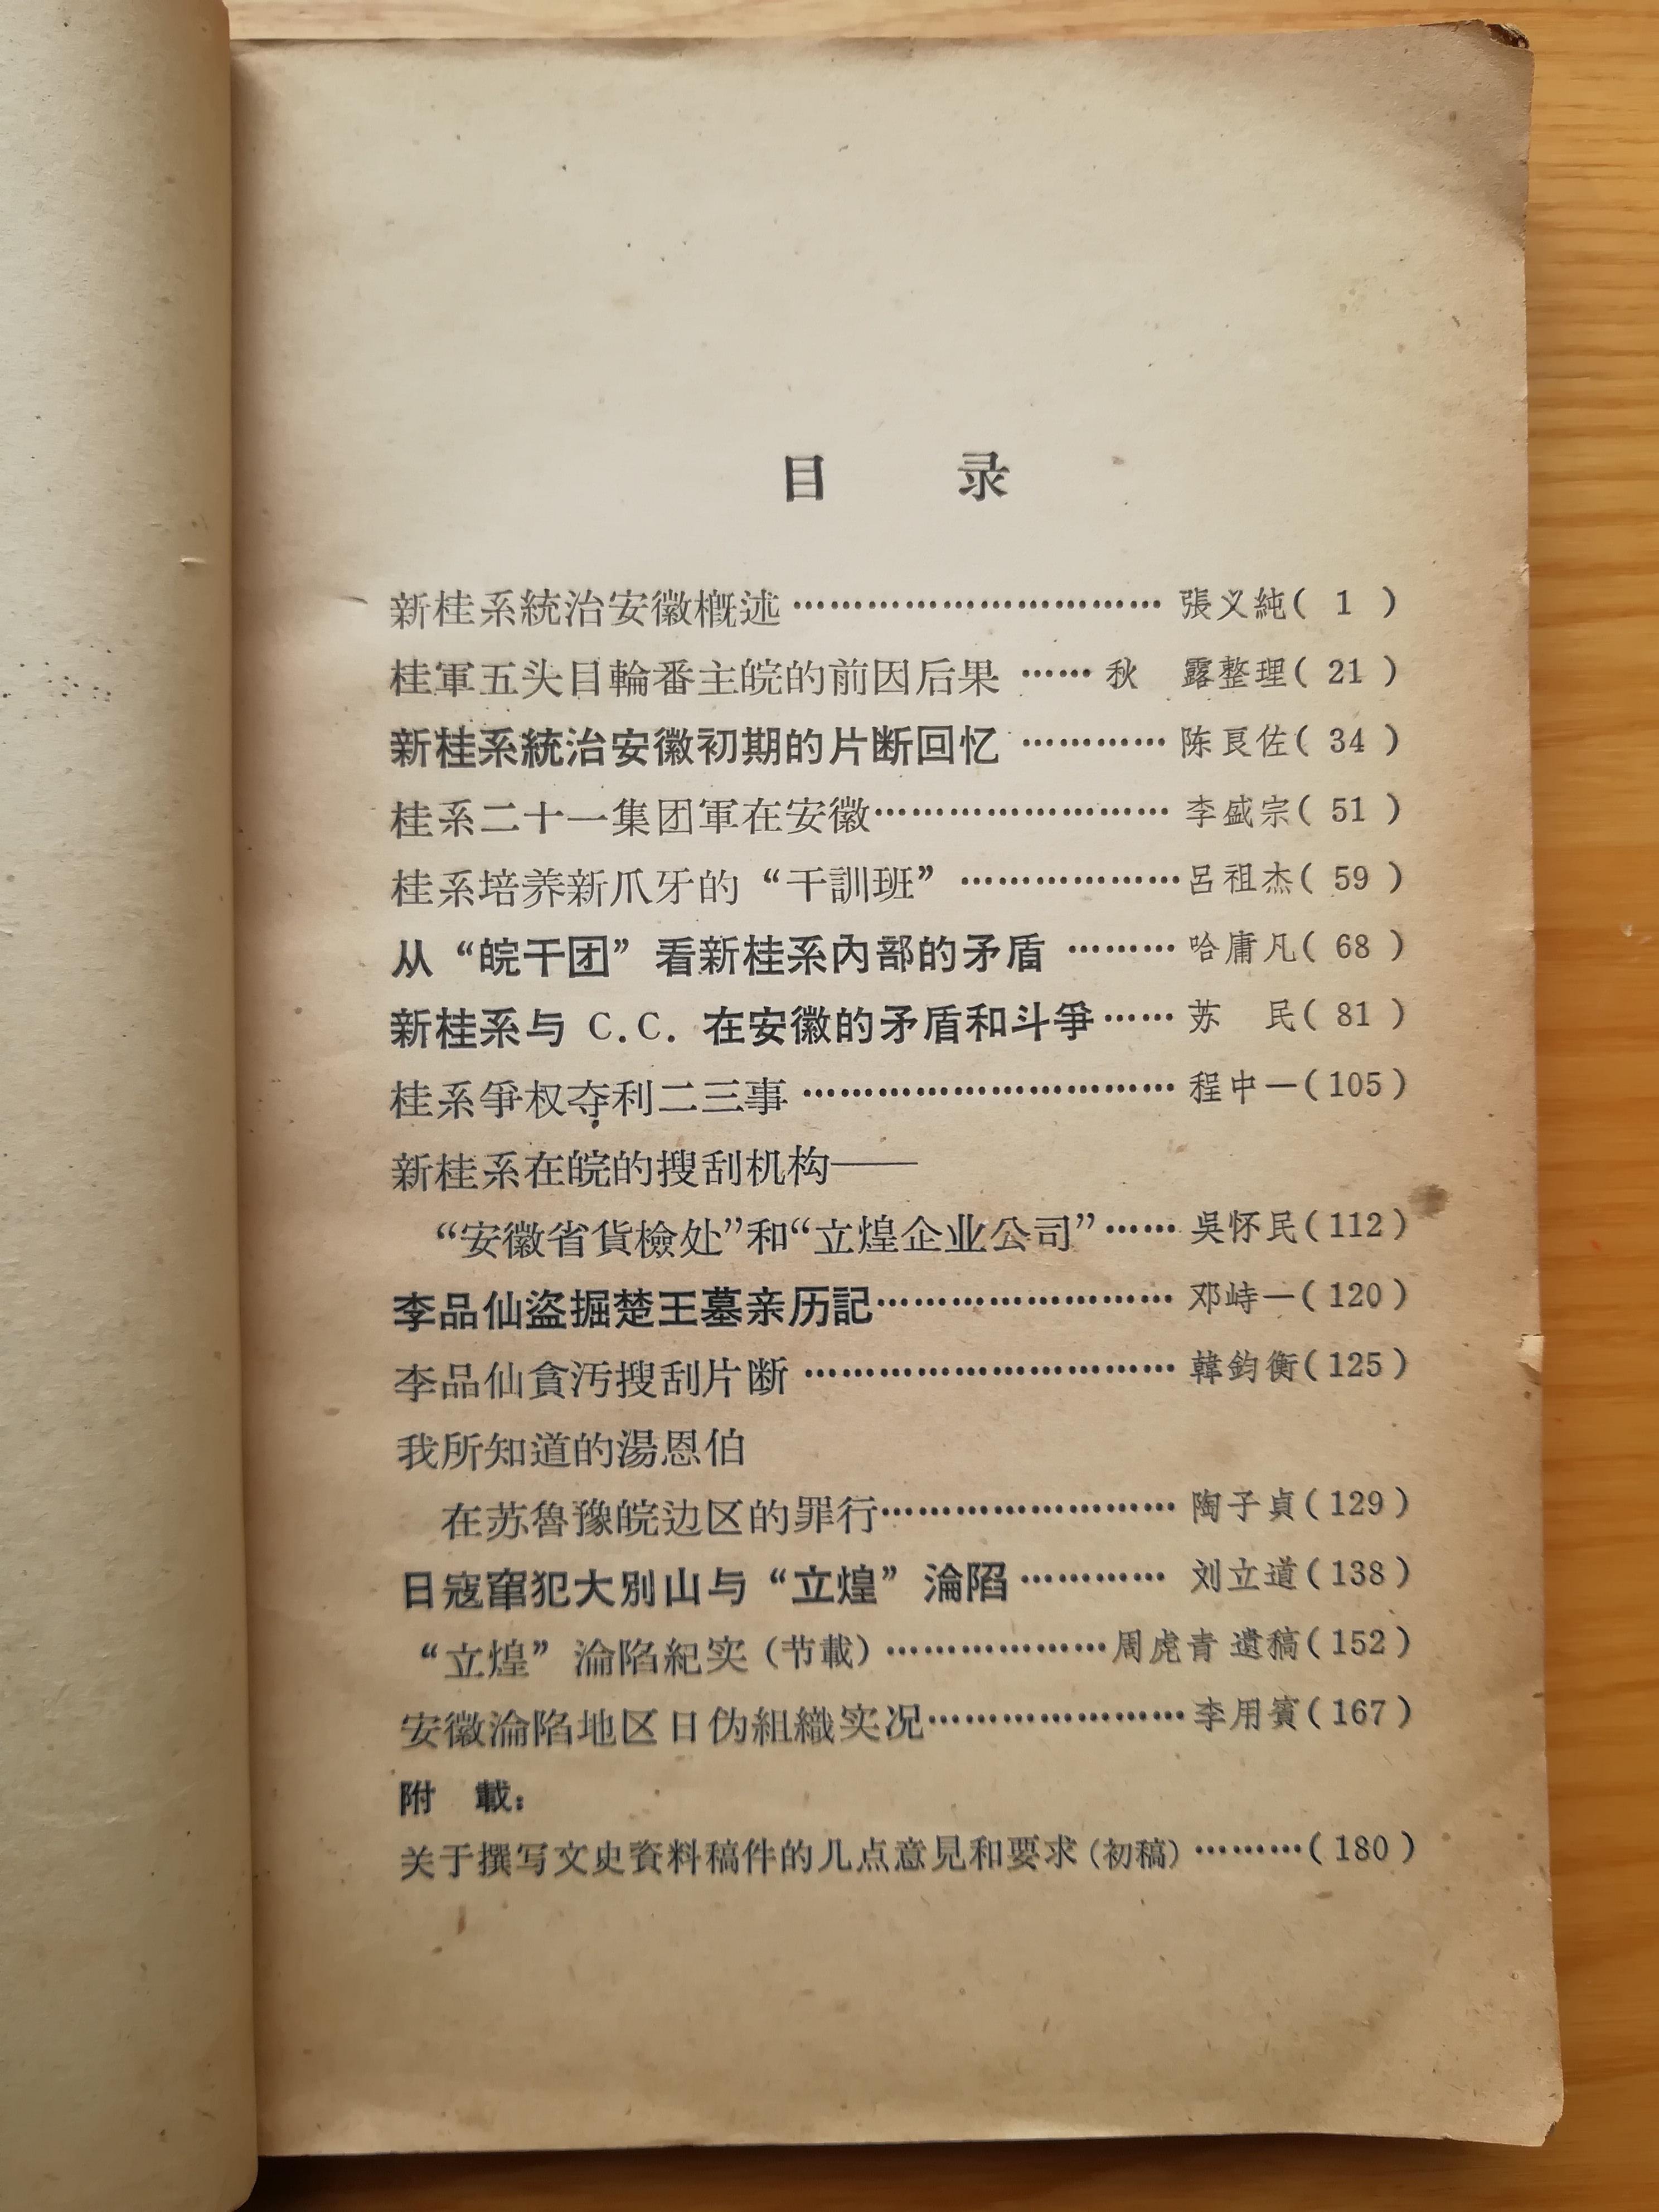 目　　录
新桂系統治安徽概述…………………………張义純( 1 )
桂軍五头目輪番主皖的前因后果……秋　露整理( 21 )
新桂系統治安徽初期的片断回忆…………陈良佐( 34 )
桂系二十一集团軍在安徽……………………李盛宗( 51 )
桂系培养新爪牙的“干訓班”………………呂祖杰( 59 )
从“皖干团”看新桂系內部的矛盾………哈庸凡( 68 )
新桂系与 C.C. 在安徽的矛盾和斗爭……苏　民( 81 )
桂系爭权夺利二三事…………………………程中一(105)
新桂系在皖的搜刮机构——
“安徽省貨檢处”和“立煌企业公司”……吳怀民(112)
李品仙盜掘楚王墓亲历記……………………邓峙一(120)
李品仙貪汚搜刮片断…………………………韓鈞衡(125)
我所知道的湯恩伯
在苏魯豫皖边区的罪行……………………陶子貞(129)
日寇窜犯大別山与“立煌”淪陷…………刘立道(138)
“立煌”淪陷紀实（节載）………………周虎青 遺稿(152)
安徽淪陷地区日伪組織实况…………………李用賓(167)
附　載：
关于撰写文史資料稿件的几点意見和要求（初稿）………(180)